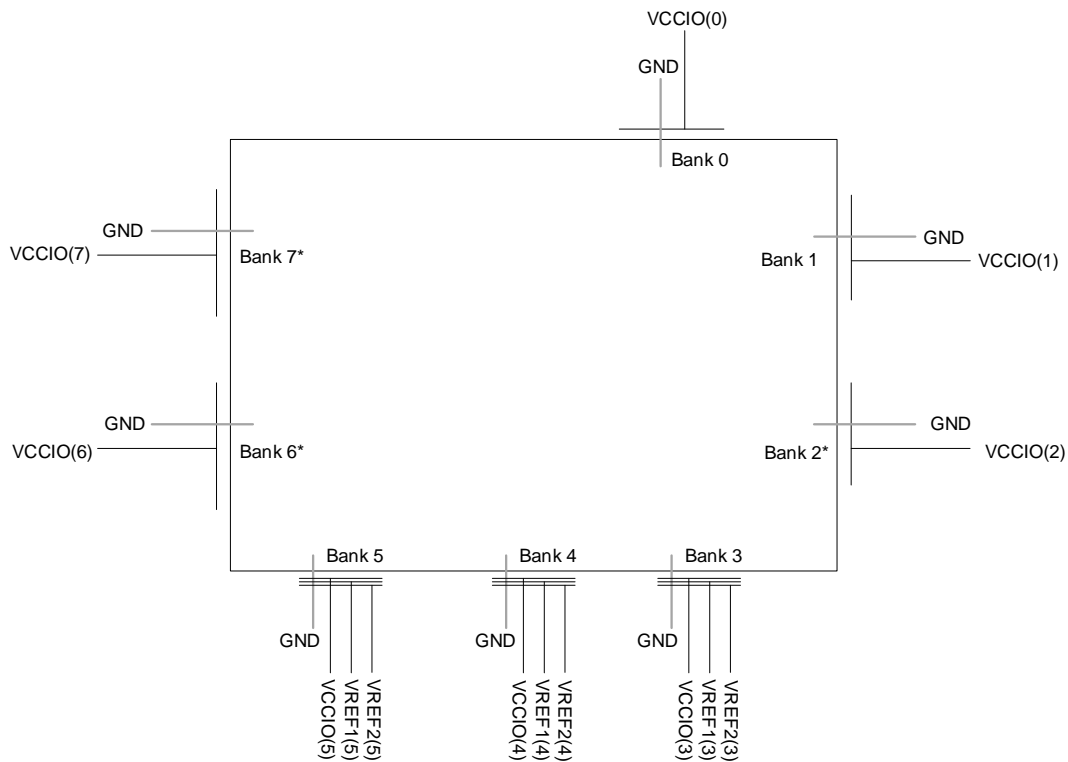 VCCIO(0)
GND
Bank 0
GND
VCCIO(7)
Bank 7*
GND
Bank 1
VCCIO(1)
GND
VCCIO(6)
Bank 6*
GND
Bank 2*
VCCIO(2)
Bank 5
Bank 4
Bank 3
GND
GND
GND
VCCIO(5)
VREF1(5)
VREF2(5)
VCCIO(4)
VREF1(4)
VREF2(4)
VCCIO(3)
VREF1(3)
VREF2(3)